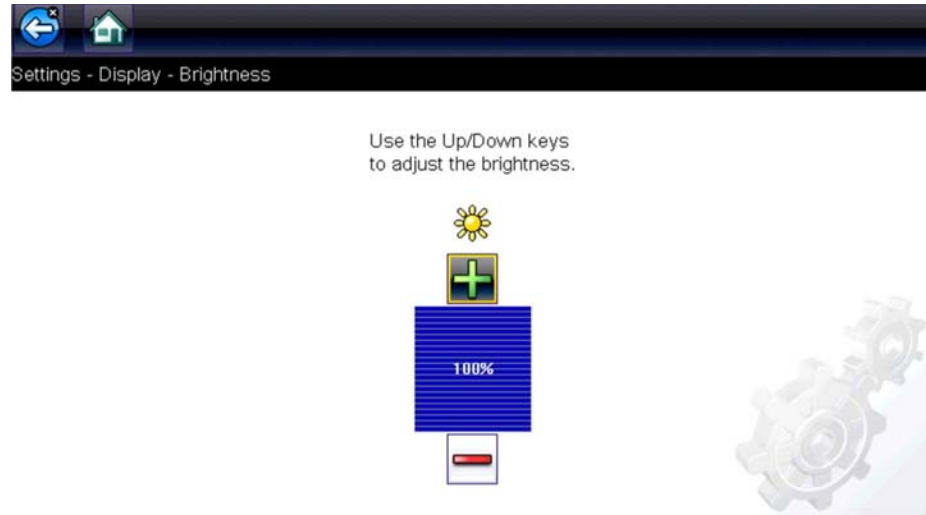 Settings - Display - Brightness
Use the Up/Down keys
to adjust the brightness.
100%